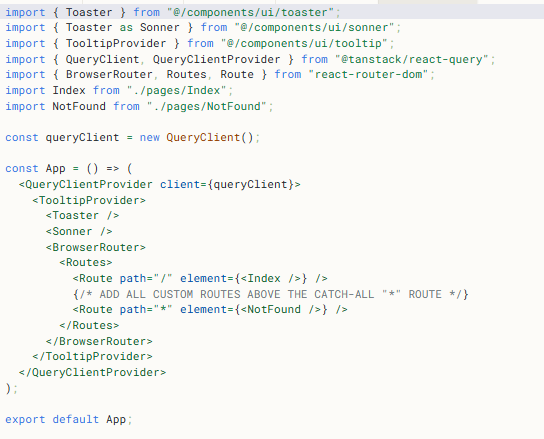 import { Toaster } from "@/components/ui/toaster";
import { Toaster as Sonner } from "@/components/ui/sonner";
import { TooltipProvider } from "@/components/ui/tooltip";
import { QueryClient, QueryClientProvider } from "@tanstack/react-query";
import { BrowserRouter, Routes, Route } from "react-router-dom";
import Index from "./pages/Index";
import NotFound from "./pages/NotFound";

const queryClient = new QueryClient();

const App = () => (
  <QueryClientProvider client={queryClient}>
    <TooltipProvider>
      <Toaster />
      <Sonner />
      <BrowserRouter>
        <Routes>
          <Route path="/" element={<Index />} />
          {/* ADD ALL CUSTOM ROUTES ABOVE THE CATCH-ALL "*" ROUTE */}
          <Route path="*" element={<NotFound />} />
        </Routes>
      </BrowserRouter>
    </TooltipProvider>
  </QueryClientProvider>
);

export default App;